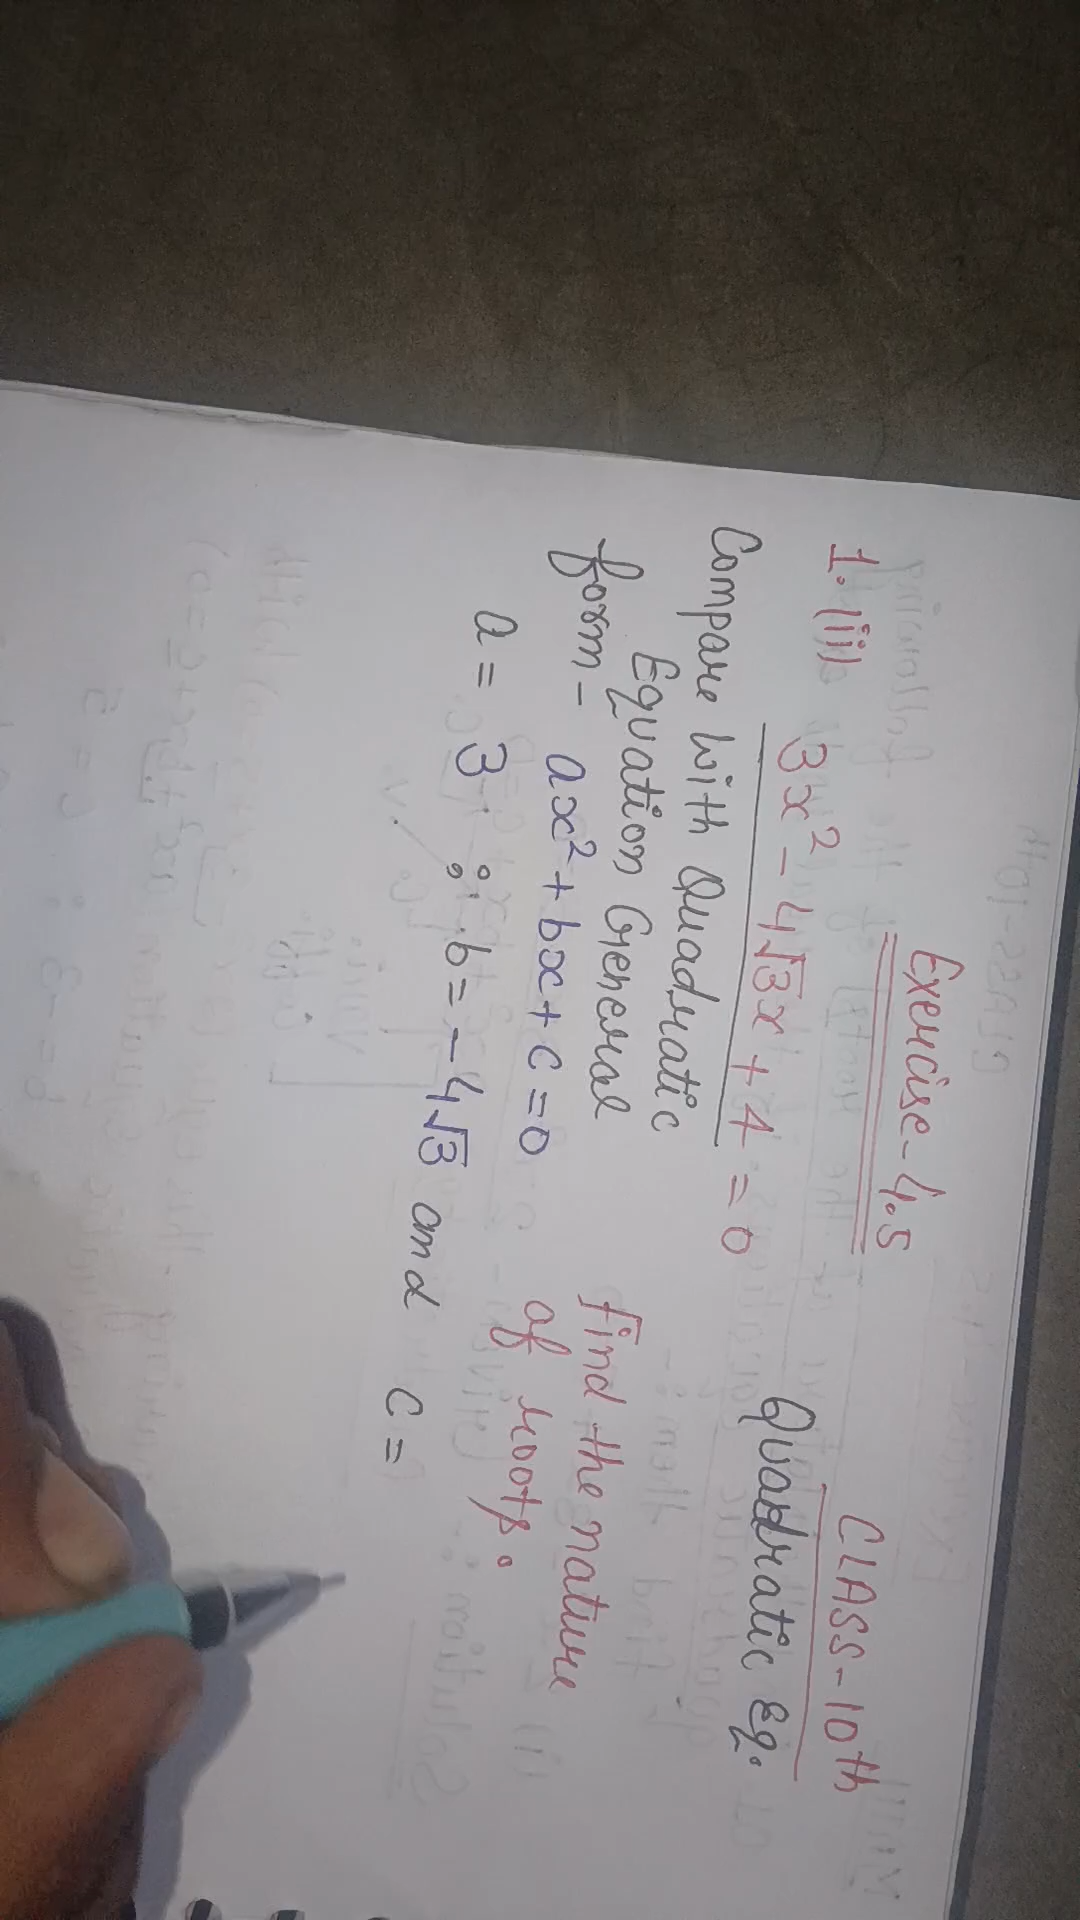 CLASS-10th
Exercise-4.5
Quadratic Eq.
1. (ii) 3x² - 4√3x + 4 = 0
Compare with Quadratic
Equation General
find the nature
form - ax² + bx + c = 0
of roots.
a = 3 ; b = -4√3 and c =